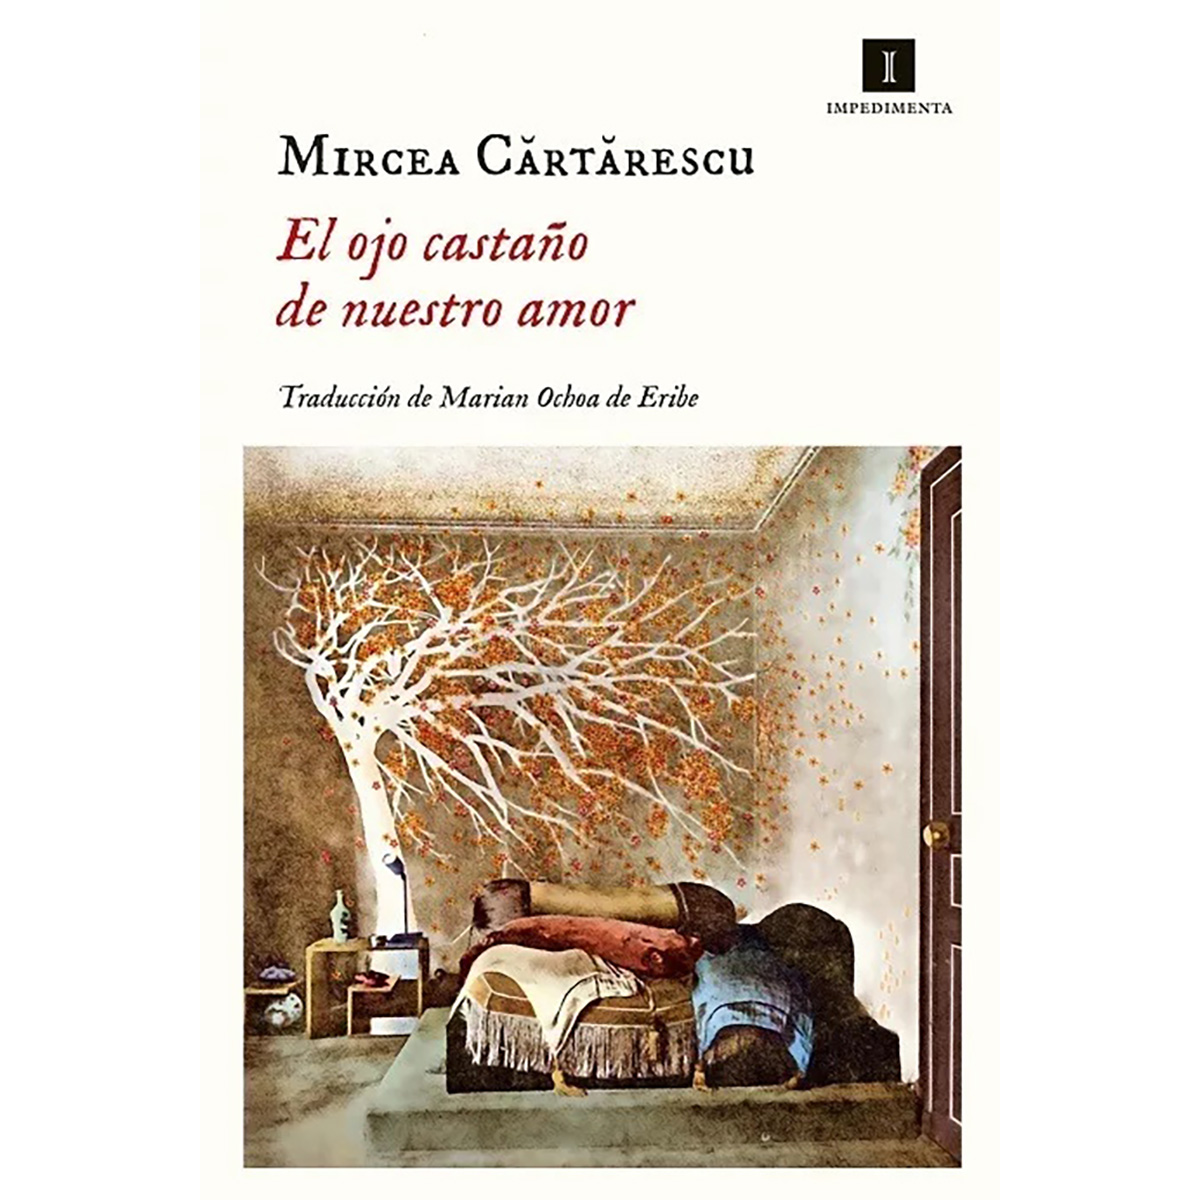 I
IMPEDIMENTA
MIRCEA CĂRTĂRESCU
El ojo castaño
de nuestro amor
Traducción de Marian Ochoa de Eribe